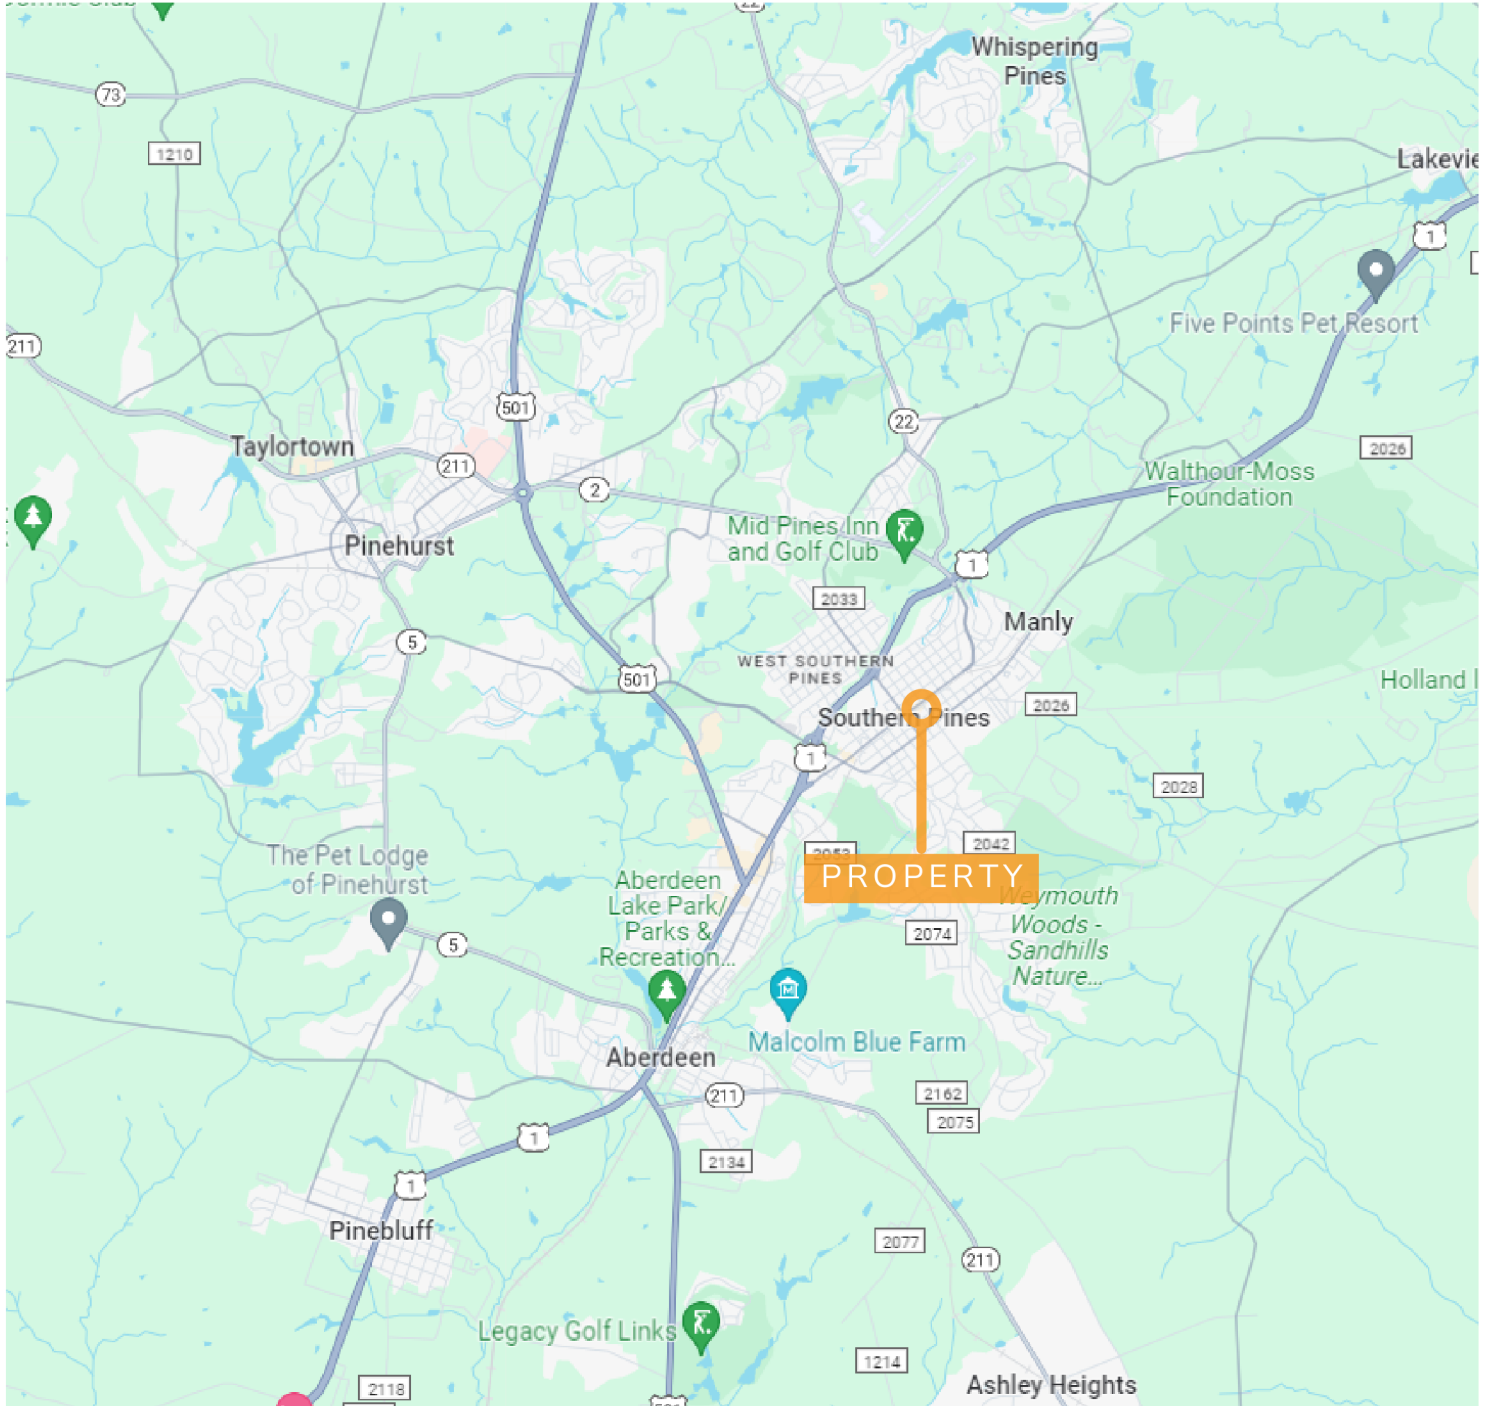 22
Whispering
Pines
73
1210
Lakevie
1
211
Five Points Pet Resort
501
22
Taylortown
211
2026
2
Walthour-Moss
Foundation
Mid Pines Inn
and Golf Club
Pinehurst
1
2033
Manly
5
WEST SOUTHERN
PINES
501
Holland
2026
Southern Pines
1
2028
2042
2053
The Pet Lodge
of Pinehurst
PROPERTY
Aberdeen
Lake Park/
Parks &
Recreation...
Weymouth
Woods -
Sandhills
Nature...
2074
5
Malcolm Blue Farm
Aberdeen
211
2162
2075
1
2134
1
Pinebluff
2077
211
Legacy Golf Links
1214
2118
Ashley Heights